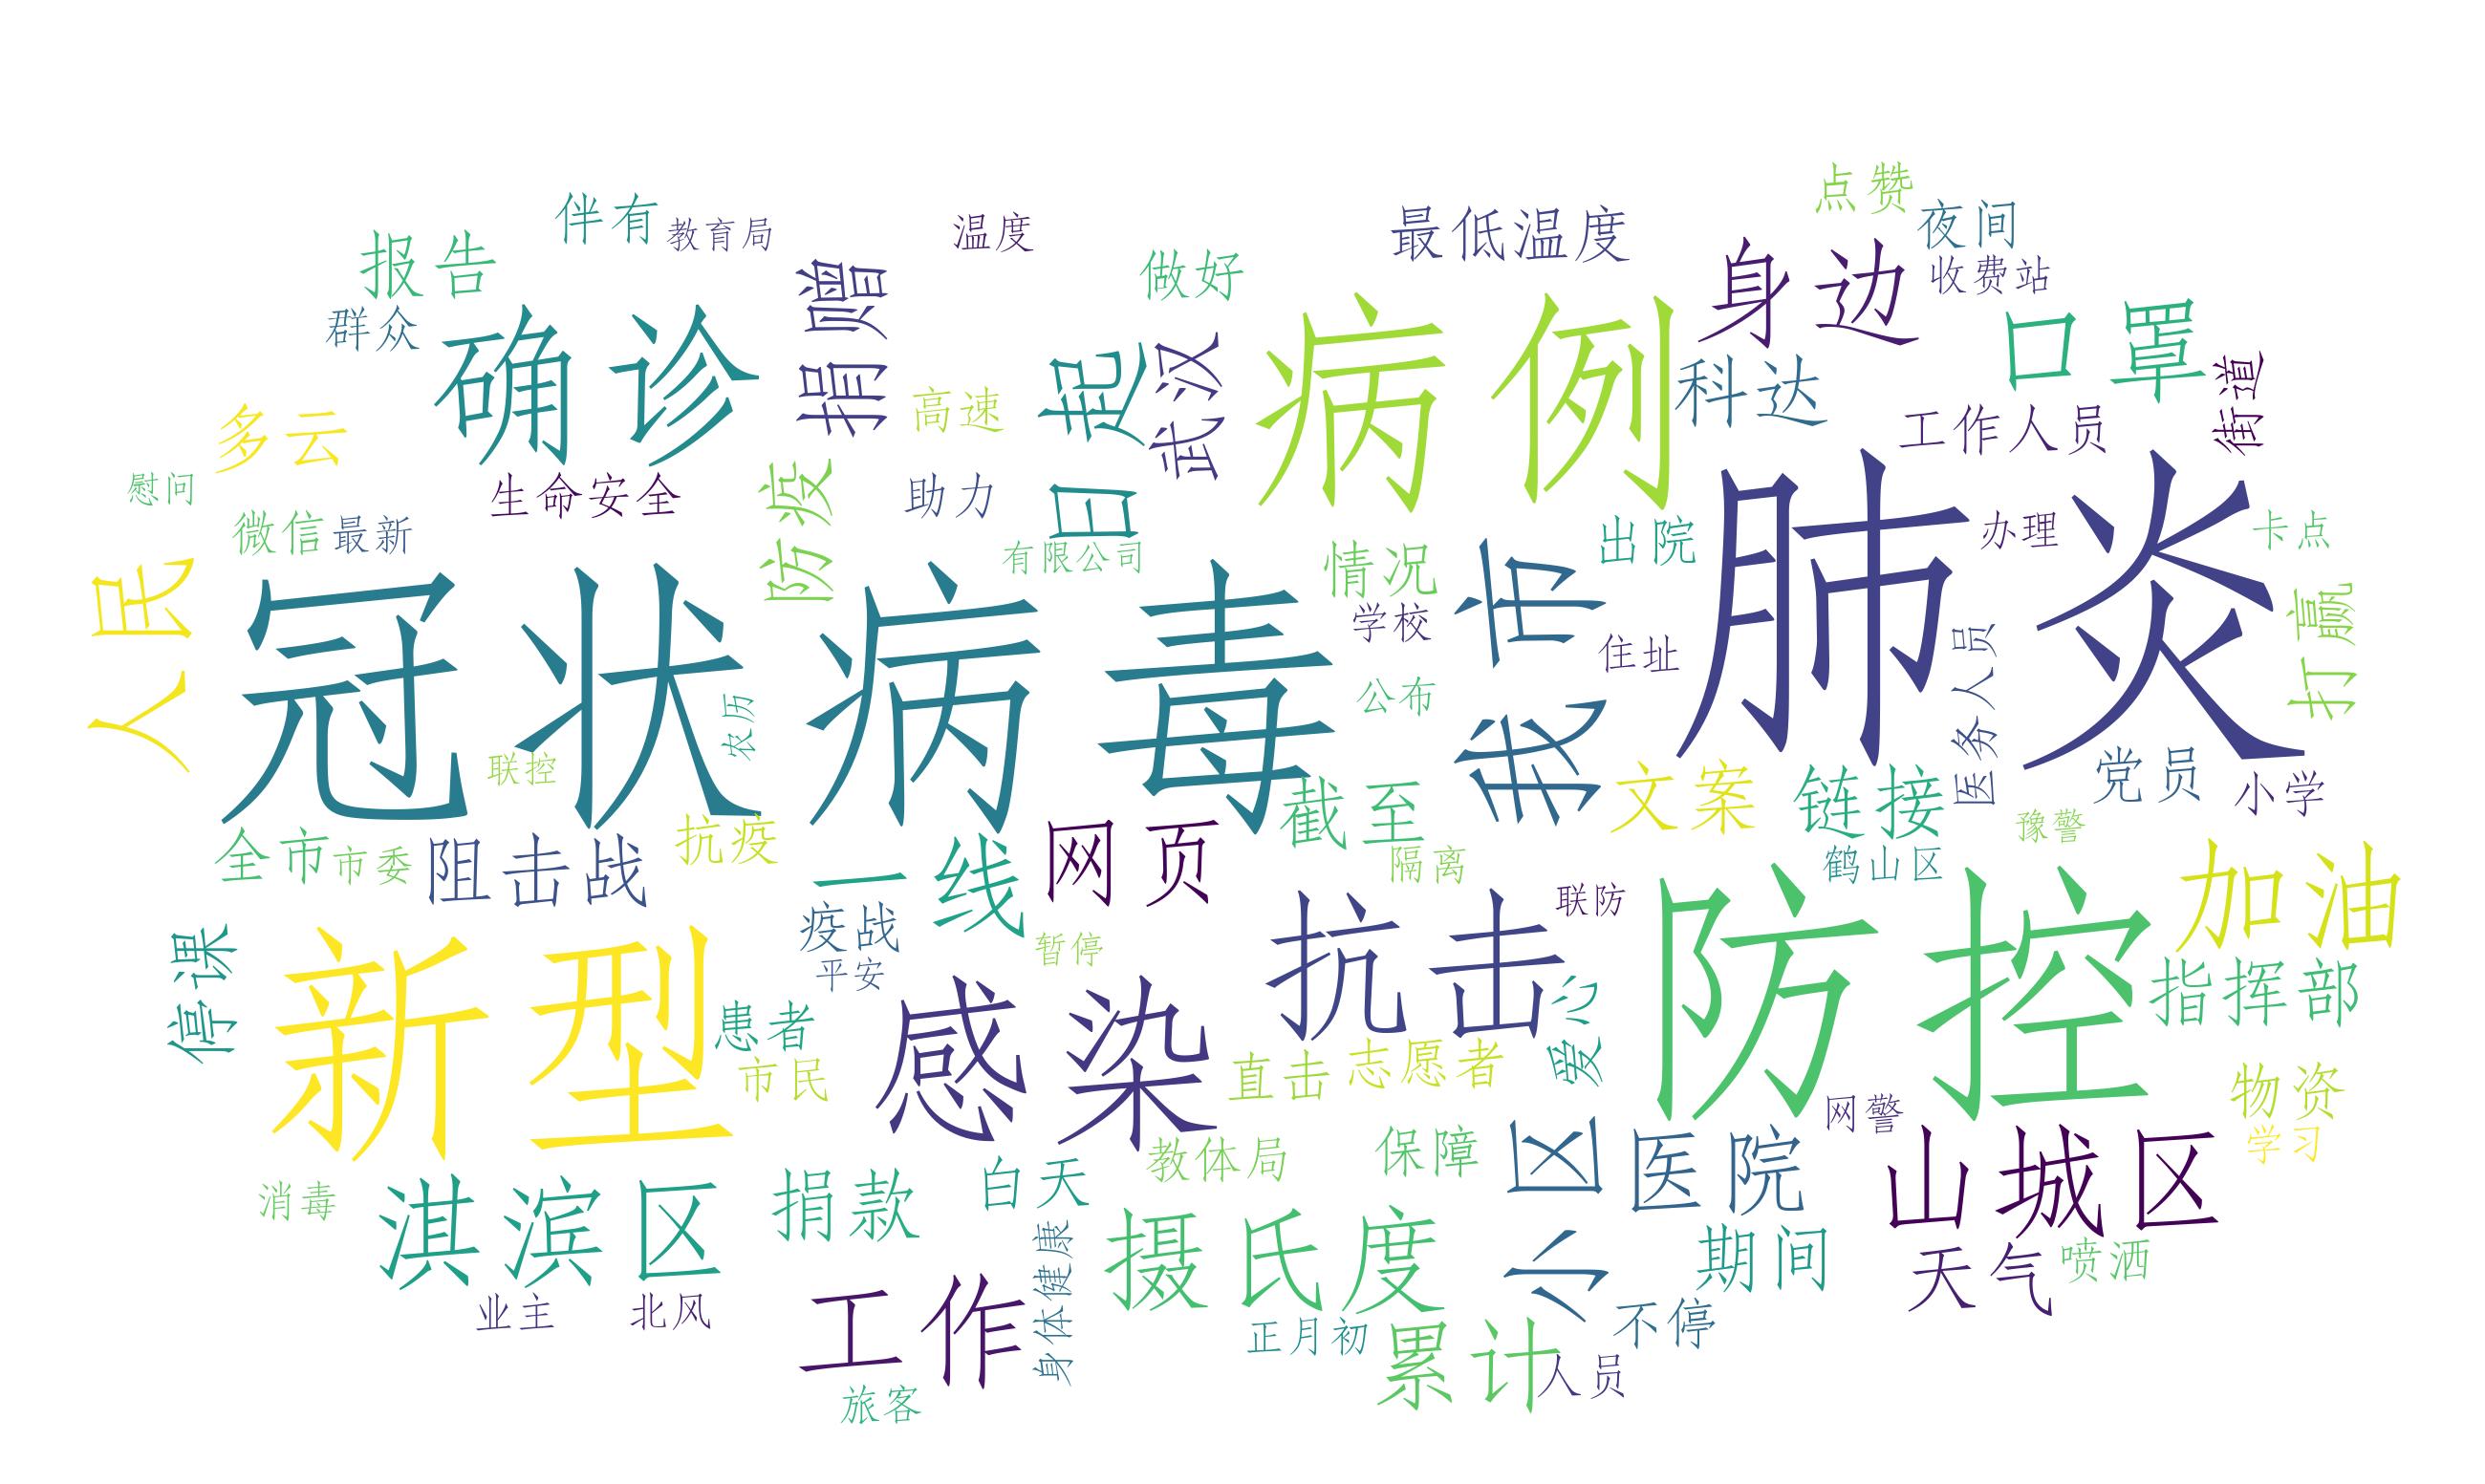 点赞
伴有
教育局
温度
最低温度
夜间
报告
捐赠
做好
身边
收费站
群众
确诊
日起
武汉
病例
科达
口罩
街道
多云
高速
工作人员
慰问
生命安全
防疫
助力
微信
最新
有限公司
情况
出院
肺炎
办理
卡点
人民
冠状病毒
学校
我市
住址
打赢
农历
公布
医务人员
联控
截至
文案
链接
党员
小学
全市
市委
阻击战
抗疫
一线
网页
隔离
鹤山区
豫警
停课
新型
疫战
平安
暂停
抗击
联防
防控
加油
指挥部
患者
市民
感染
直击
志愿者
爱心
网警
物资
学习
消毒
淇滨区
捐款
白天
教体局
保障
小区
医院
山城区
摄氏度
期间
天气
喷洒
业主
北风
工作
身体健康
正月初
累计
不停
人员
旅客